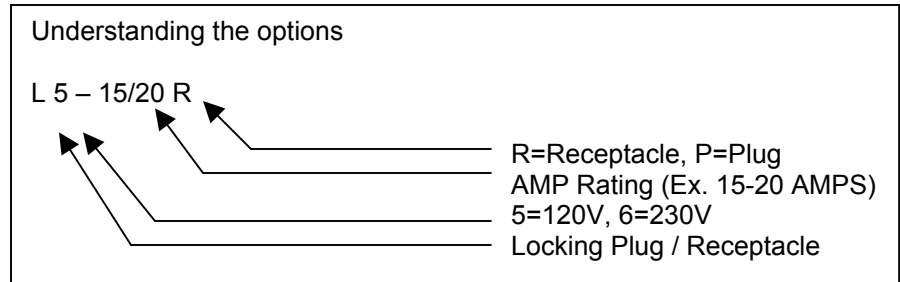 Understanding the options
L 5 – 15/20 R
R=Receptacle, P=Plug
AMP Rating (Ex. 15-20 AMPS)
5=120V, 6=230V
Locking Plug / Receptacle